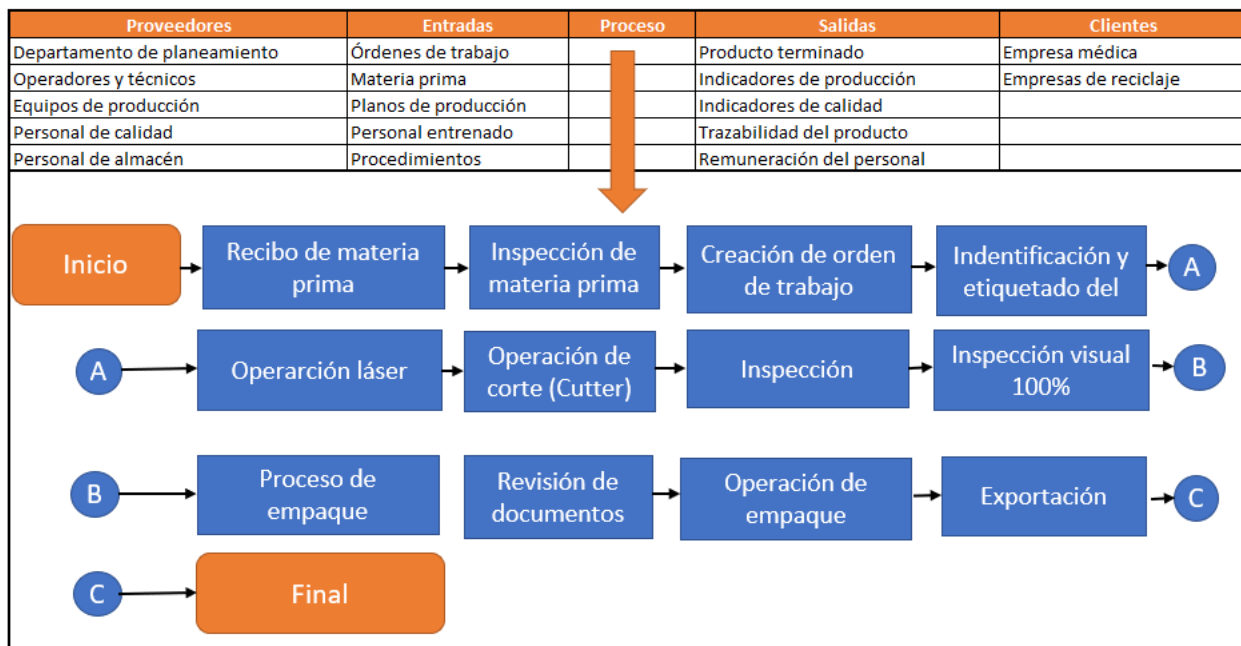 Proveedores Entradas Proceso Salidas Clientes
Departamento de planeamiento Órdenes de trabajo Producto terminado Empresa médica
Operadores y técnicos Materia prima Indicadores de producción Empresas de reciclaje
Equipos de producción Planos de producción Indicadores de calidad
Personal de calidad Personal entrenado Trazabilidad del producto
Personal de almacén Procedimientos Remuneración del personal
Inicio
Recibo de materia
prima
Inspección de
materia prima
Creación de orden
de trabajo
Indentificación y
etiquetado del
A
A
Operarción láser
Operación de
corte (Cutter)
Inspección
Inspección visual
100%
B
B
Proceso de
empaque
Revisión de
documentos
Operación de
empaque
Exportación
C
C
Final